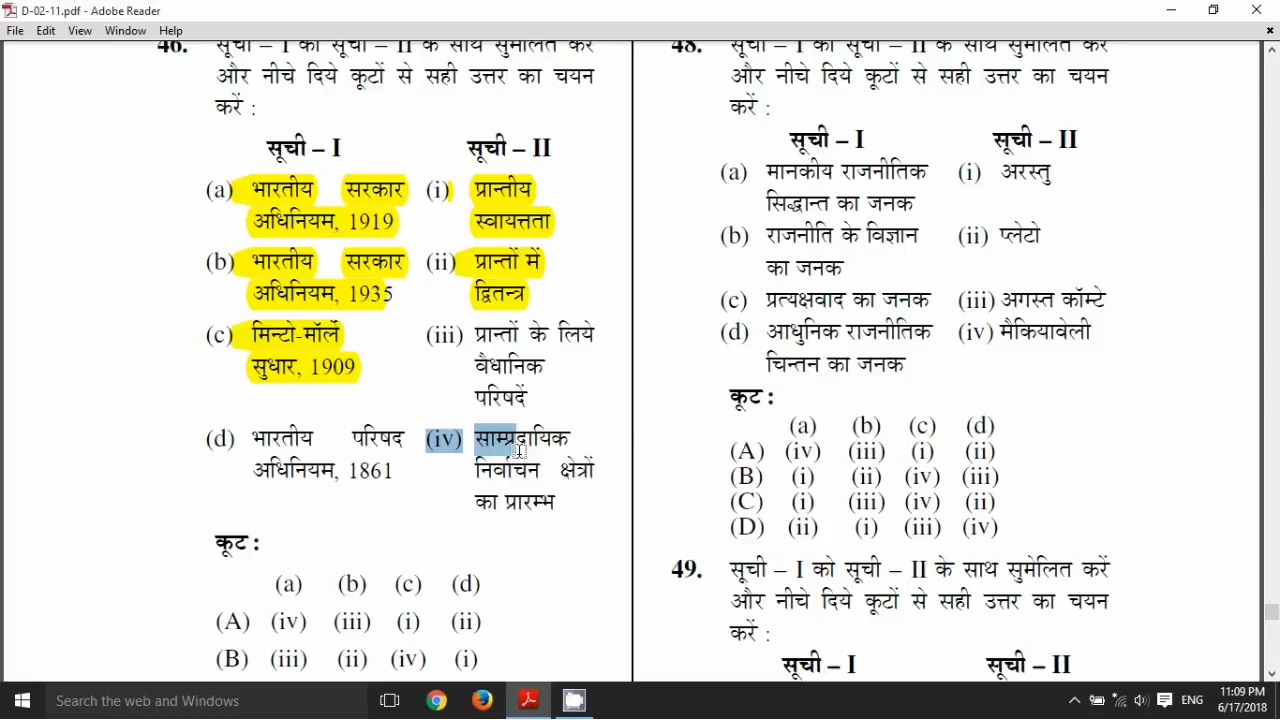 D-02-11.pdf - Adobe Reader
File Edit View Window Help
46. सूची – I को सूची – II के साथ सुमेलित करें
और नीचे दिये कूटों से सही उत्तर का चयन
करें :
सूची – I सूची – II
(a) भारतीय सरकार (i) प्रान्तीय
अधिनियम, 1919 स्वायत्तता
(b) भारतीय सरकार (ii) प्रान्तों में
अधिनियम, 1935 द्वितन्त्र
(c) मिन्टो-मॉर्ले (iii) प्रान्तों के लिये
सुधार, 1909 वैधानिक
परिषदें
(d) भारतीय परिषद (iv) साम्प्रदायिक
अधिनियम, 1861 निर्वाचन क्षेत्रों
का प्रारम्भ
कूट :
(a) (b) (c) (d)
(A) (iv) (iii) (i) (ii)
(B) (iii) (ii) (iv) (i)
48. सूची – I को सूची – II के साथ सुमेलित करें
और नीचे दिये कूटों से सही उत्तर का चयन
करें :
सूची – I सूची – II
(a) मानकीय राजनीतिक (i) अरस्तु
सिद्धान्त का जनक
(b) राजनीति के विज्ञान (ii) प्लेटो
का जनक
(c) प्रत्यक्षवाद का जनक (iii) अगस्त कॉम्टे
(d) आधुनिक राजनीतिक (iv) मैकियावेली
चिन्तन का जनक
कूट :
(a) (b) (c) (d)
(A) (iv) (iii) (i) (ii)
(B) (i) (ii) (iv) (iii)
(C) (i) (iii) (iv) (ii)
(D) (ii) (i) (iii) (iv)
49. सूची – I को सूची – II के साथ सुमेलित करें
और नीचे दिये कूटों से सही उत्तर का चयन
करें :
सूची – I सूची – II
Search the web and Windows
ENG
11:09 PM
6/17/2018